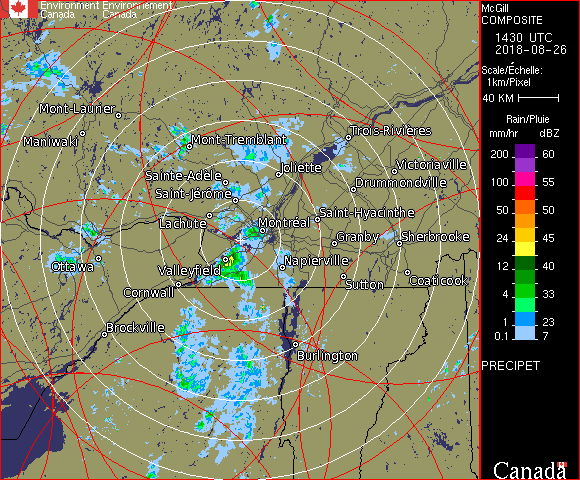 Environment Environnement
Canada Canada
McGill
COMPOSITE
1430 UTC
2018-08-26
Scale/Échelle:
1km/Pixel
40 KM
Rain/Pluie
mm/hr dBZ
200 60
100 55
50 50
24 45
12 40
4 33
1 23
0.1 7
PRECIPET
Canada
Mont-Laurier
Maniwaki
Mont-Tremblant
Trois-Rivières
Victoriaville
Joliette
Sainte-Adèle
Drummondville
Saint-Jérôme
Lachute
Montréal
Saint-Hyacinthe
Granby
Sherbrooke
Ottawa
Valleyfield
Napierville
Cornwall
Sutton
Coaticook
Brockville
Burlington